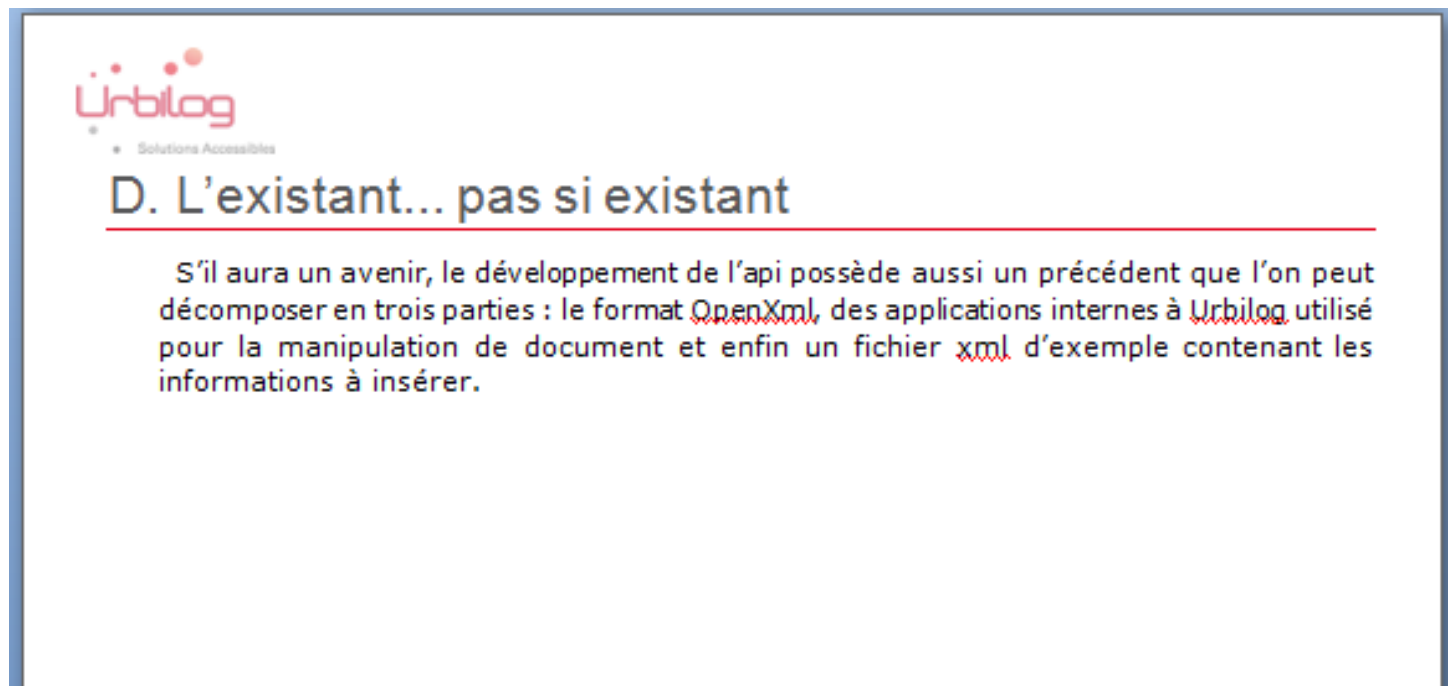 Urbilog
Solutions Accessibles
D. L’existant... pas si existant
S’il aura un avenir, le développement de l’api possède aussi un précédent que l’on peut
décomposer en trois parties : le format OpenXml, des applications internes à Urbilog utilisé
pour la manipulation de document et enfin un fichier xml d’exemple contenant les
informations à insérer.